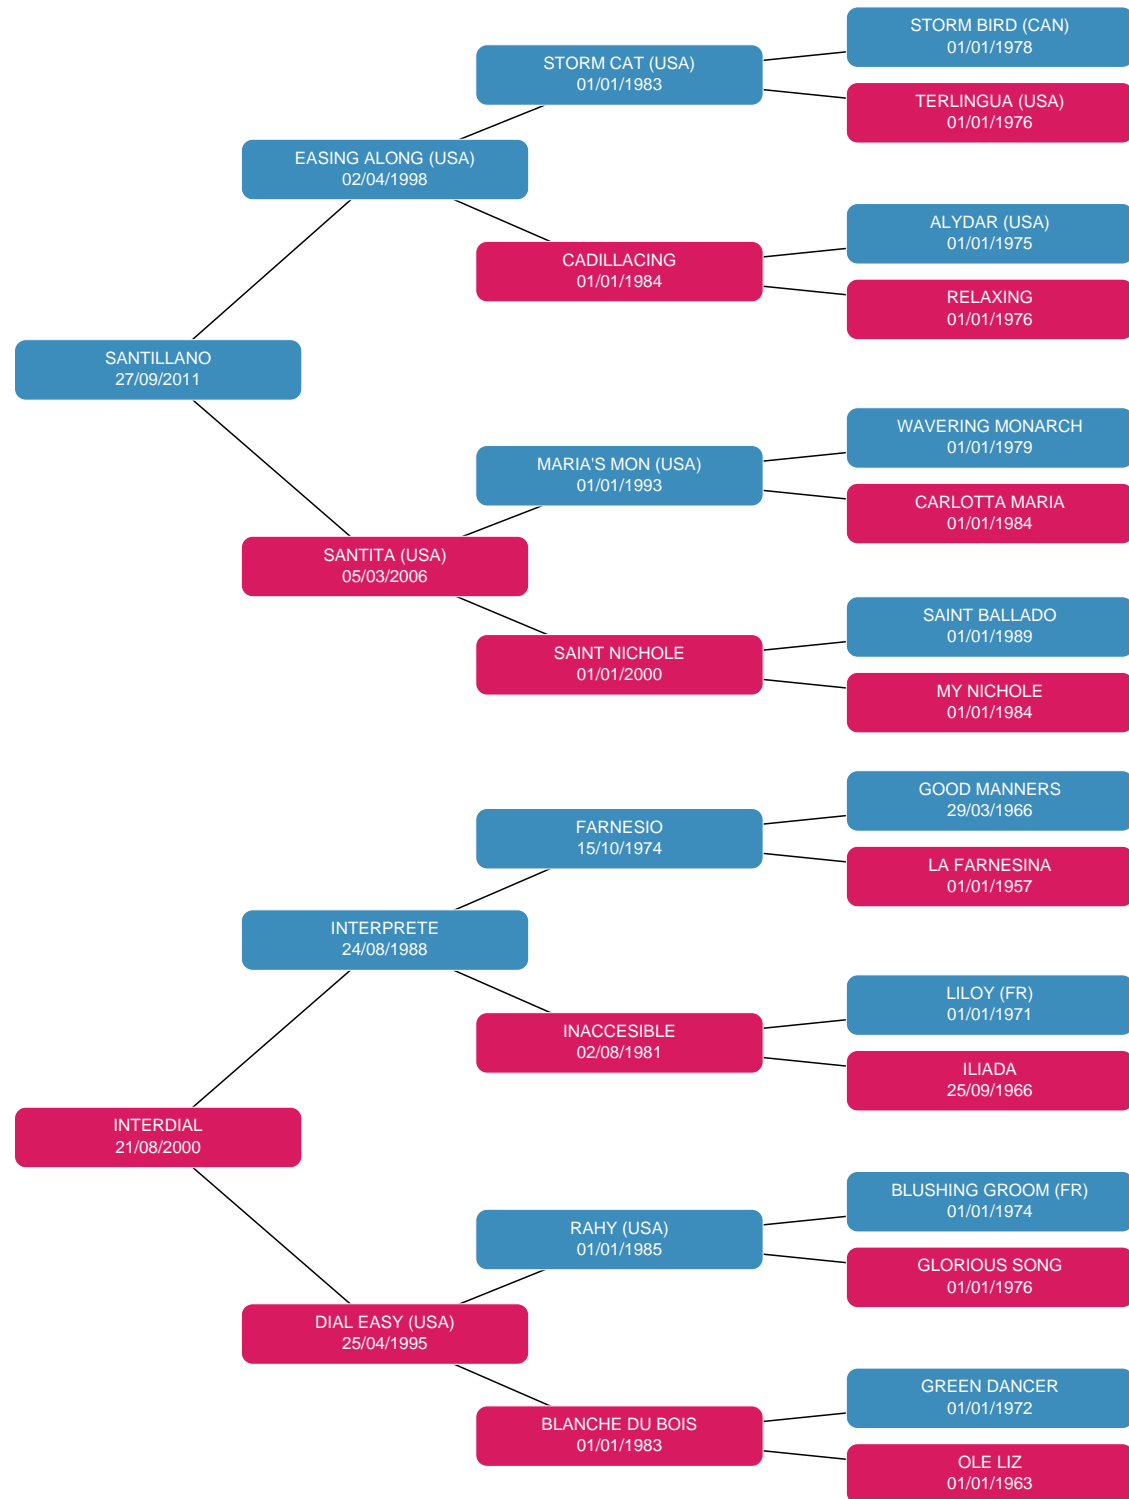 STORM BIRD (CAN)
01/01/1978
STORM CAT (USA)
01/01/1983
TERLINGUA (USA)
01/01/1976
EASING ALONG (USA)
02/04/1998
ALYDAR (USA)
01/01/1975
CADILLACING
01/01/1984
RELAXING
01/01/1976
SANTILLANO
27/09/2011
WAVERING MONARCH
01/01/1979
MARIA'S MON (USA)
01/01/1993
CARLOTTA MARIA
01/01/1984
SANTITA (USA)
05/03/2006
SAINT BALLADO
01/01/1989
SAINT NICHOLE
01/01/2000
MY NICHOLE
01/01/1984
GOOD MANNERS
29/03/1966
FARNESIO
15/10/1974
LA FARNESINA
01/01/1957
INTERPRETE
24/08/1988
LILOY (FR)
01/01/1971
INACCESIBLE
02/08/1981
ILIADA
25/09/1966
INTERDIAL
21/08/2000
BLUSHING GROOM (FR)
01/01/1974
RAHY (USA)
01/01/1985
GLORIOUS SONG
01/01/1976
DIAL EASY (USA)
25/04/1995
GREEN DANCER
01/01/1972
BLANCHE DU BOIS
01/01/1983
OLE LIZ
01/01/1963